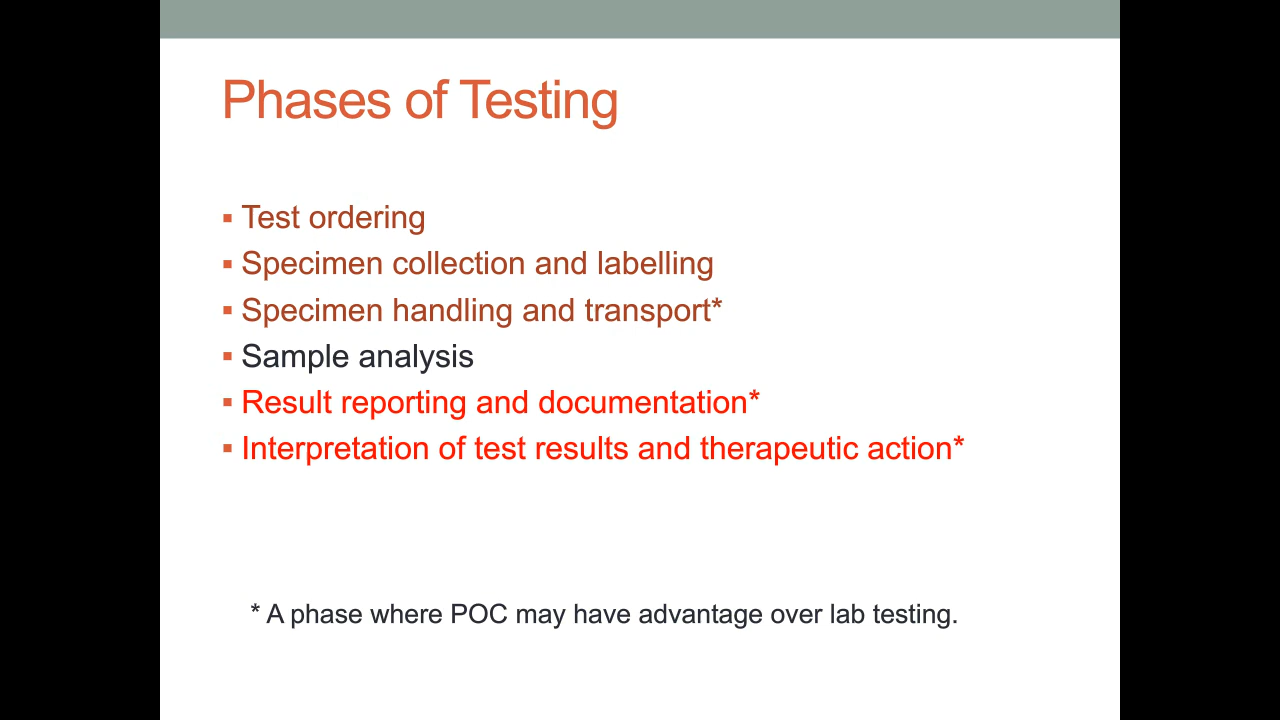 Phases of Testing
▪ Test ordering
▪ Specimen collection and labelling
▪ Specimen handling and transport*
▪ Sample analysis
▪ Result reporting and documentation*
▪ Interpretation of test results and therapeutic action*
* A phase where POC may have advantage over lab testing.